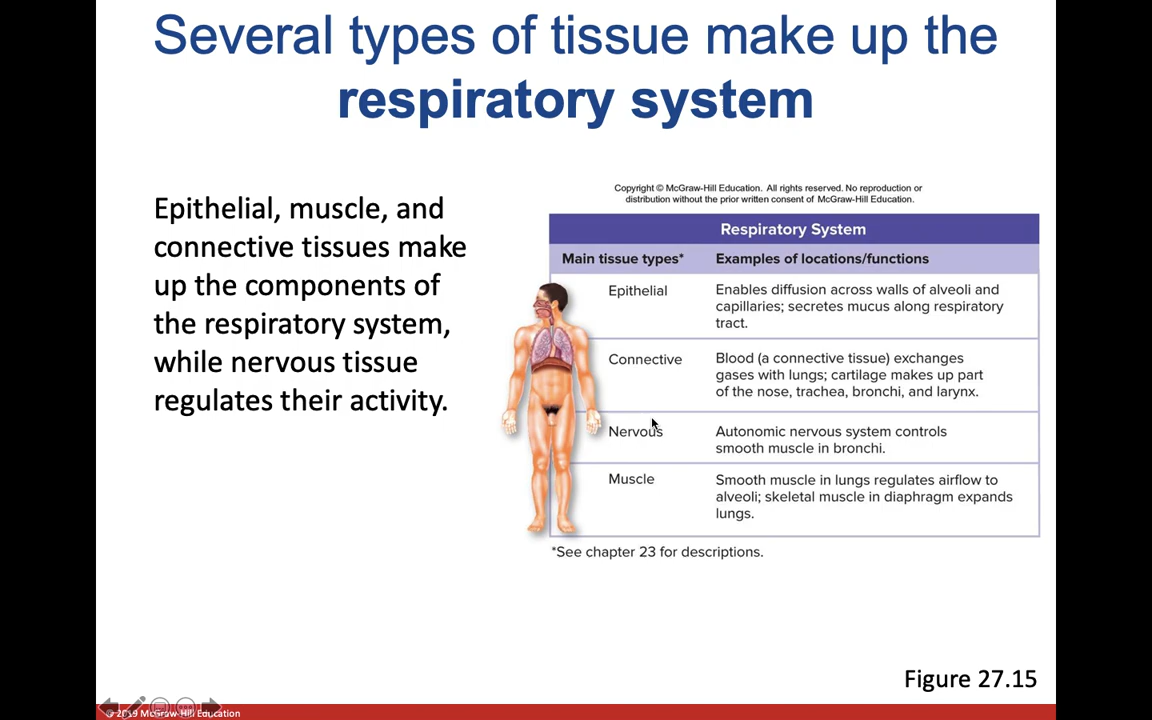 Several types of tissue make up the
respiratory system
Epithelial, muscle, and
connective tissues make
up the components of
the respiratory system,
while nervous tissue
regulates their activity.
Copyright © McGraw-Hill Education. All rights reserved. No reproduction or
distribution without the prior written consent of McGraw-Hill Education.
Respiratory System
Main tissue types* Examples of locations/functions
Epithelial Enables diffusion across walls of alveoli and
capillaries; secretes mucus along respiratory
tract.
Connective Blood (a connective tissue) exchanges
gases with lungs; cartilage makes up part
of the nose, trachea, bronchi, and larynx.
Nervous Autonomic nervous system controls
smooth muscle in bronchi.
Muscle Smooth muscle in lungs regulates airflow to
alveoli; skeletal muscle in diaphragm expands
lungs.
*See chapter 23 for descriptions.
Figure 27.15
© 2019 McGraw-Hill Education